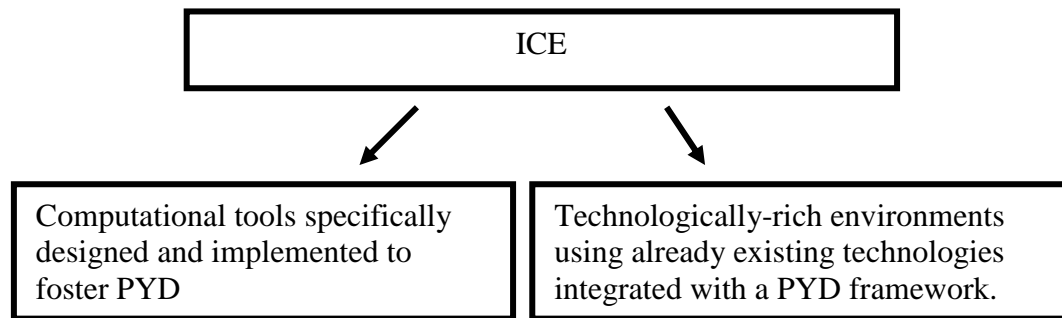 ICE
Computational tools specifically
designed and implemented to
foster PYD
Technologically-rich environments
using already existing technologies
integrated with a PYD framework.